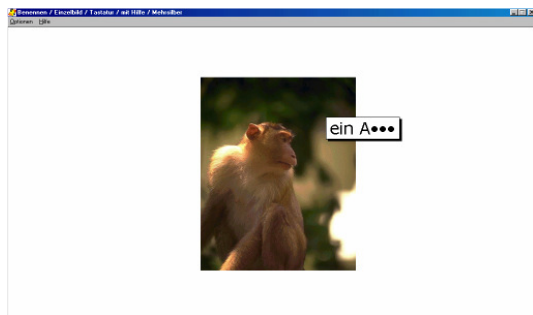 Benennen / Einzelbild / Tastatur / mit Hilfe / Mehrsilber
Optionen Hilfe
ein A●●●